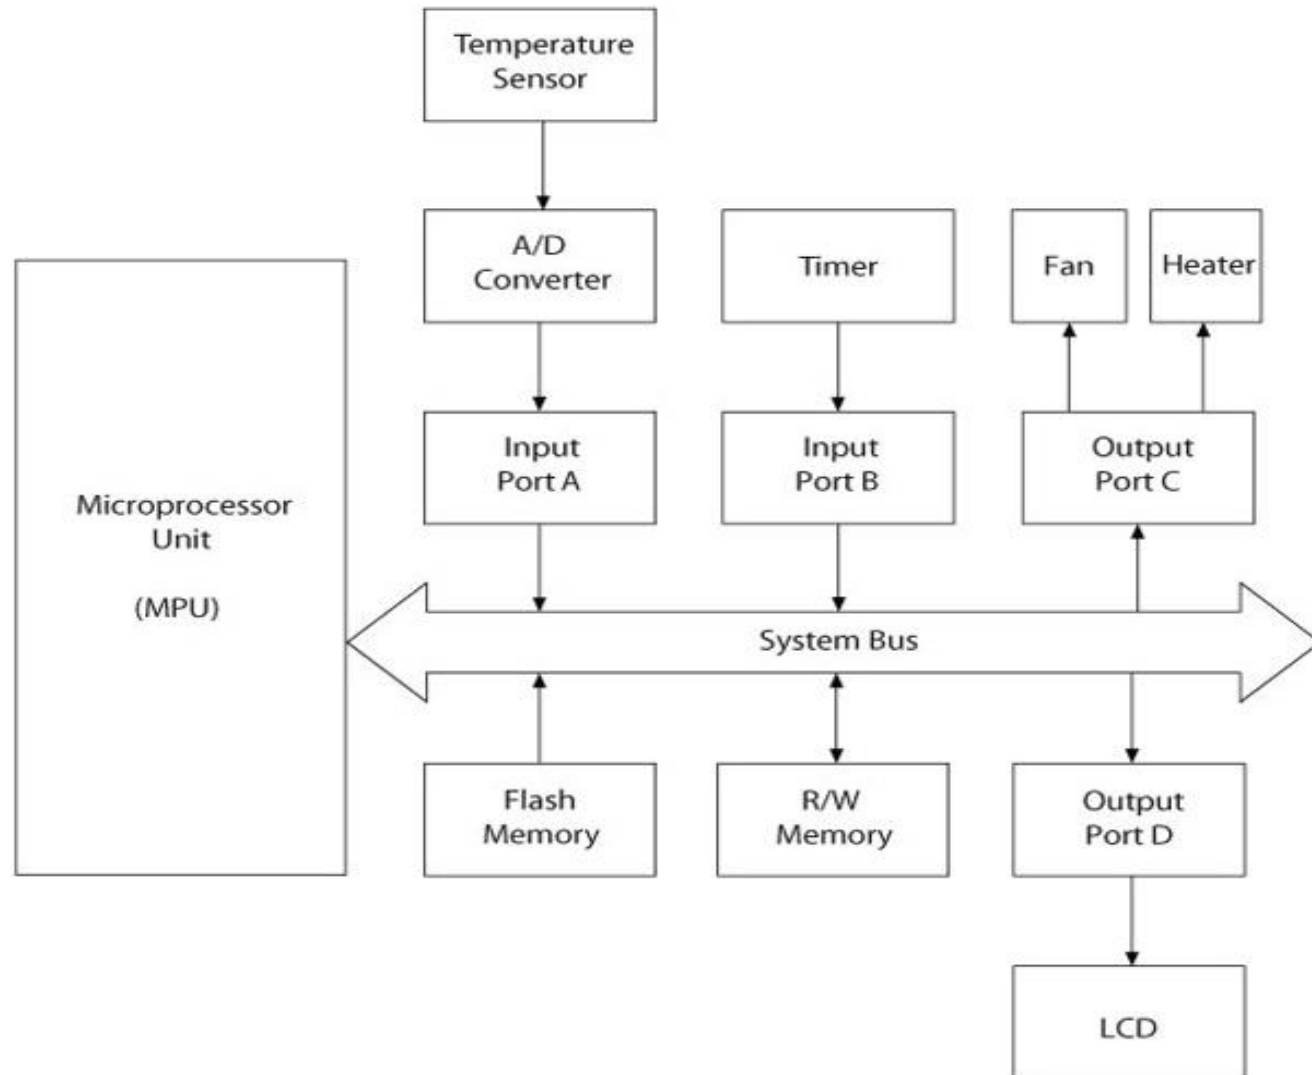 Temperature
Sensor
A/D
Converter
Timer
Fan
Heater
Input
Port A
Input
Port B
Output
Port C
Microprocessor
Unit
(MPU)
System Bus
Flash
Memory
R/W
Memory
Output
Port D
LCD